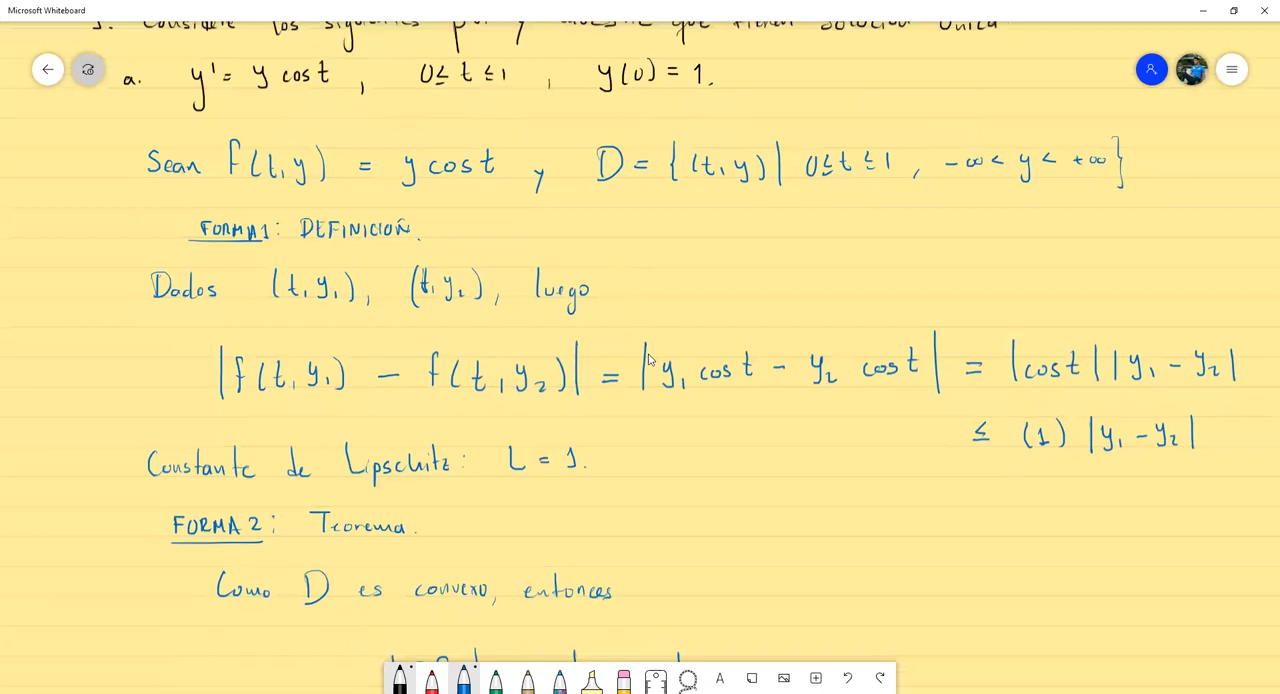 Microsoft Whiteboard
a. y' = y cos t , 0 ≤ t ≤ 1 , y(0) = 1.
Sean f(t,y) = y cos t y D = { (t,y) | 0 ≤ t ≤ 1 , -∞ < y < +∞ }
FORMA 1: DEFINICIÓN.
Dados (t,y₁), (t,y₂), luego
|f(t,y₁) - f(t,y₂)| = |y₁ cos t - y₂ cos t| = |cos t| |y₁ - y₂|
≤ (1) |y₁ - y₂|
Constante de Lipschitz: L = 1.
FORMA 2: Teorema.
Como D es convexo, entonces
A